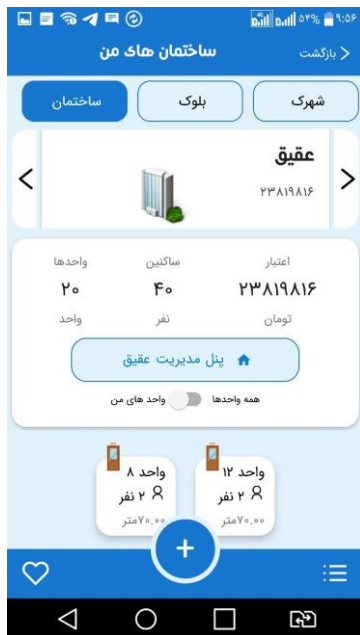 ۹:۵۶ ۵۴%
بازگشت
ساختمان های من
شهرک
بلوک
ساختمان
عقیق
۲۳۸۱۹۸۱۶
اعتبار ساکنین واحدها
۲۳۸۱۹۸۱۶ ۴۰ ۲۰
تومان نفر واحد
پنل مدیریت عقیق
همه واحدها واحد های من
واحد ۱۲ واحد ۸
۲ نفر ۲ نفر
۷۰.۰۰متر ۷۰.۰۰متر